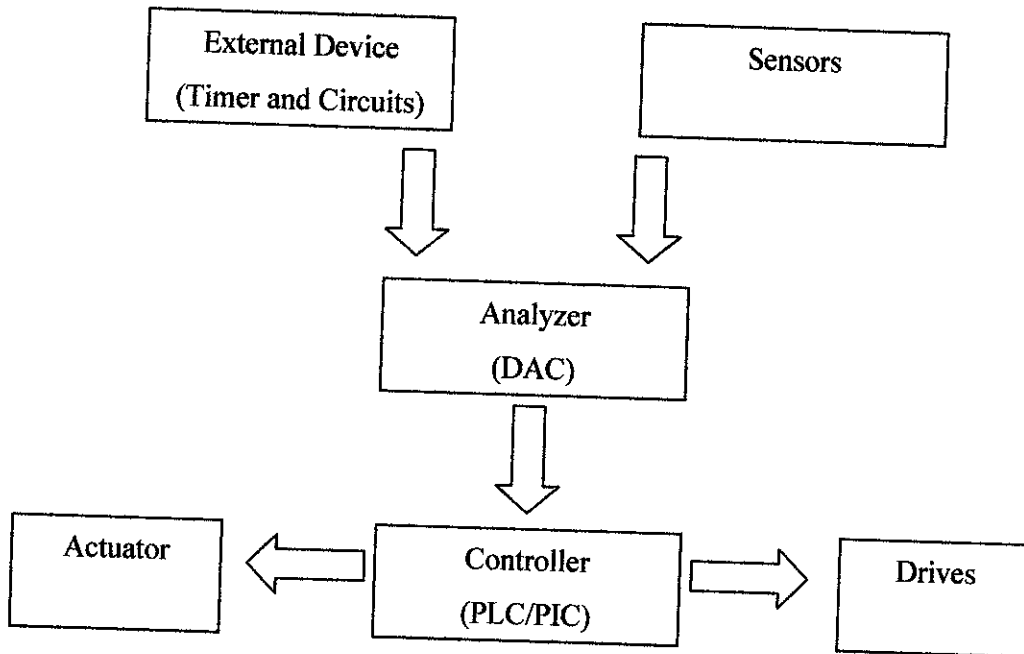 External Device
(Timer and Circuits)
Sensors
Analyzer
(DAC)
Actuator
Controller
(PLC/PIC)
Drives